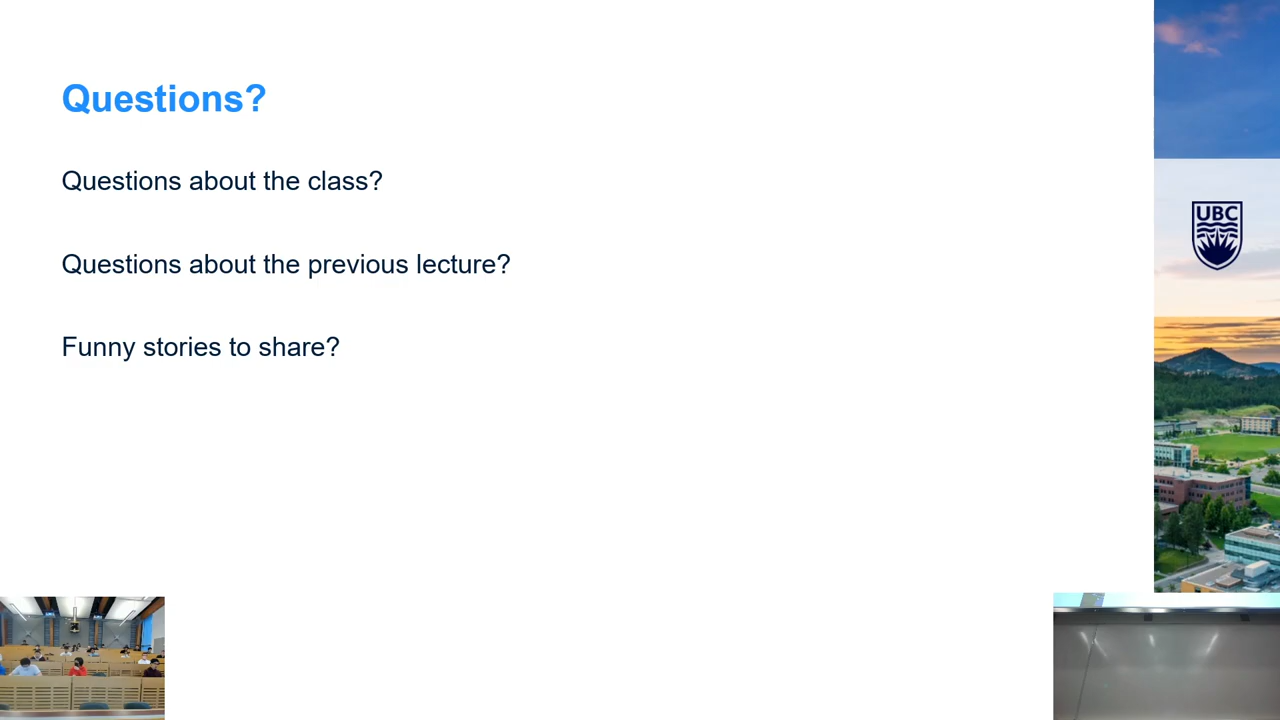 Questions?
Questions about the class?
UBC
Questions about the previous lecture?
Funny stories to share?